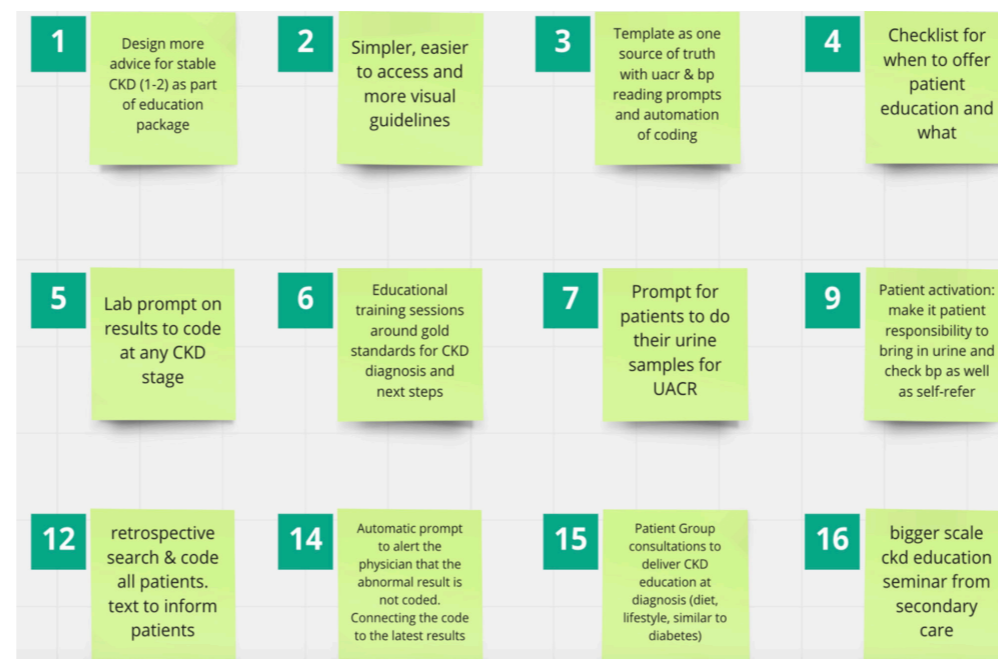 1
Design more
advice for stable
CKD (1-2) as part
of education
package
2
Simpler, easier
to access and
more visual
guidelines
3
Template as one
source of truth
with uacr & bp
reading prompts
and automation
of coding
4
Checklist for
when to offer
patient
education and
what
5
Lab prompt on
results to code
at any CKD
stage
6
Educational
training sessions
around gold
standards for CKD
diagnosis and
next steps
7
Prompt for
patients to do
their urine
samples for
UACR
9
Patient activation:
make it patient
responsibility to
bring in urine and
check bp as well
as self-refer
12
retrospective
search & code
all patients.
text to inform
patients
14
Automatic prompt
to alert the
physician that the
abnormal result is
not coded.
Connecting the code
to the latest results
15
Patient Group
consultations to
deliver CKD
education at
diagnosis (diet,
lifestyle, similar to
diabetes)
16
bigger scale
ckd education
seminar from
secondary
care